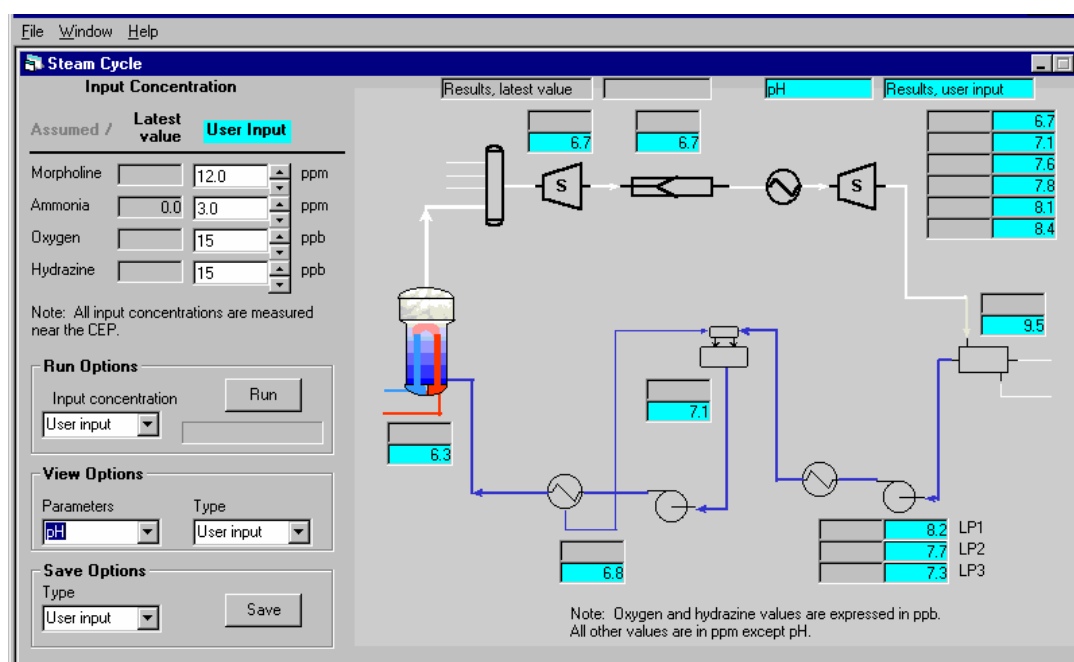 File Window Help
Steam Cycle
Input Concentration
Assumed / Latest value User Input
Morpholine 12.0 ppm
Ammonia 0.0 3.0 ppm
Oxygen 15 ppb
Hydrazine 15 ppb
Note: All input concentrations are measured
near the CEP.
Run Options
Input concentration Run
User input
View Options
Parameters Type
pH User input
Save Options
Type
User input Save
Results, latest value pH Results, user input
6.7 6.7
S S
6.7
7.1
7.6
7.8
8.1
8.4
9.5
7.1
6.3
6.8
8.2 LP1
7.7 LP2
7.3 LP3
Note: Oxygen and hydrazine values are expressed in ppb.
All other values are in ppm except pH.